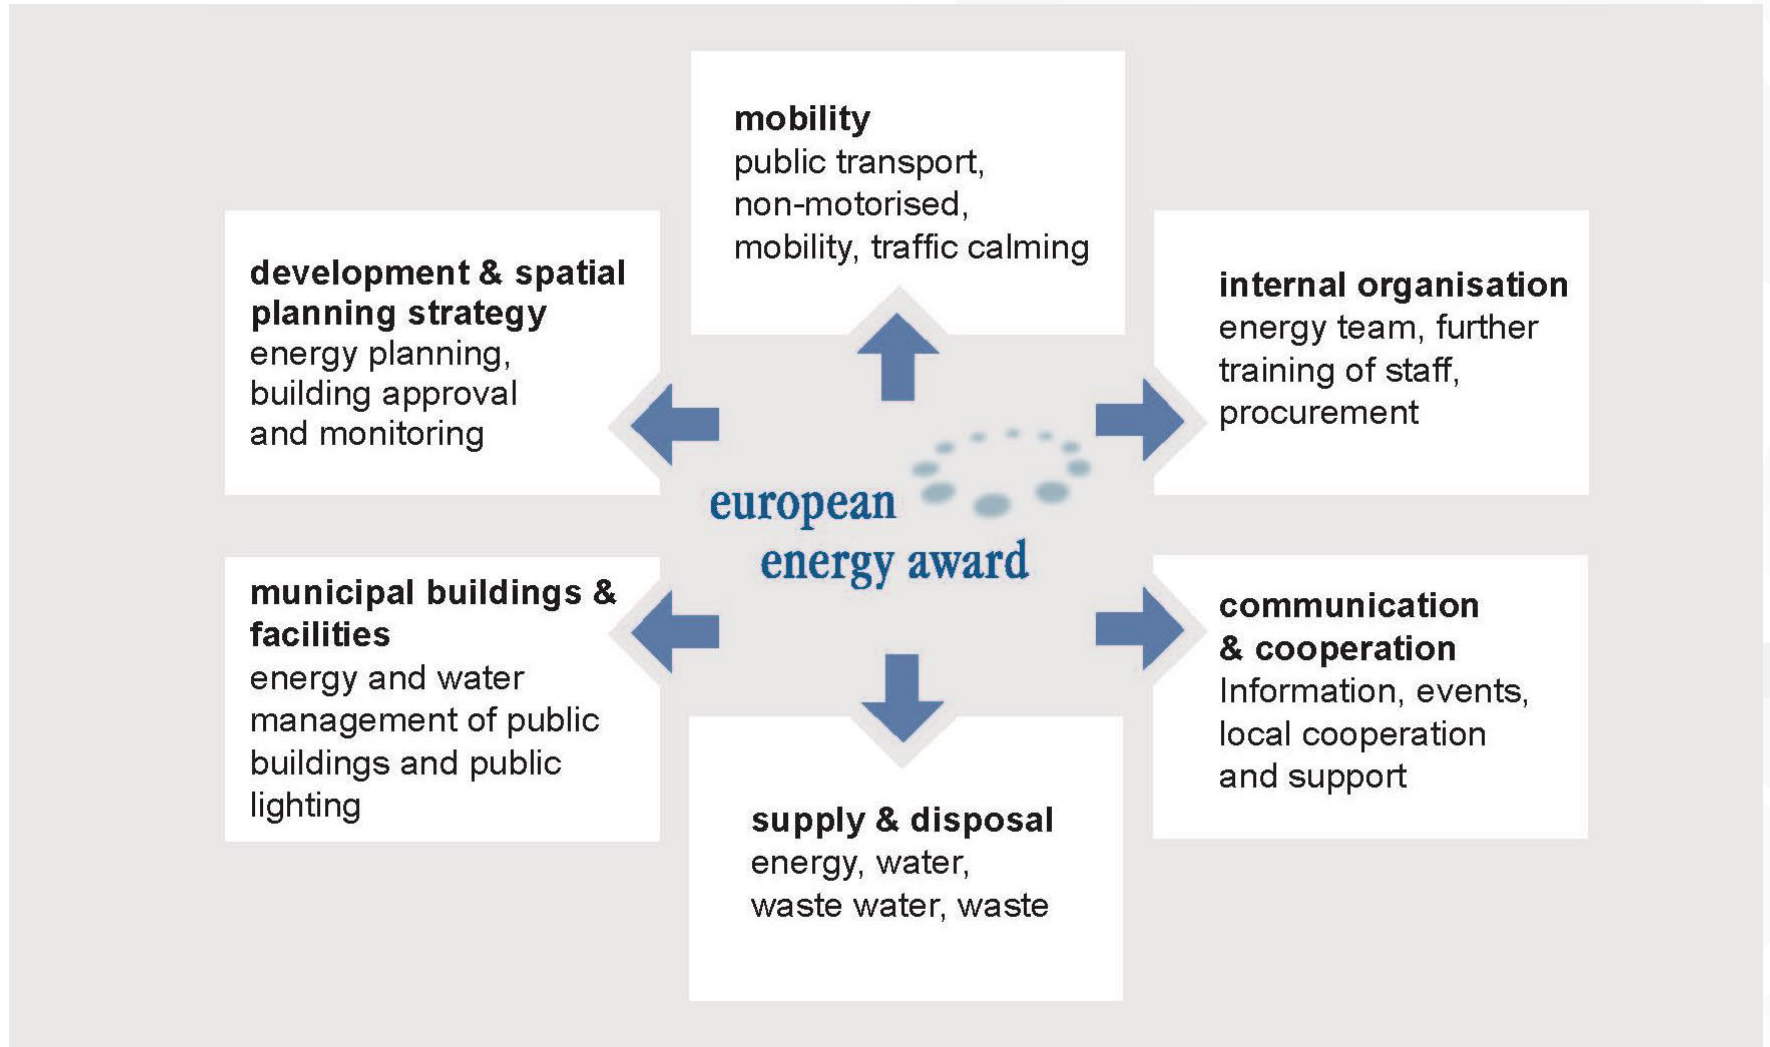 mobility
public transport,
non-motorised,
mobility, traffic calming
development & spatial
planning strategy
energy planning,
building approval
and monitoring
internal organisation
energy team, further
training of staff,
procurement
european
energy award
municipal buildings &
facilities
energy and water
management of public
buildings and public
lighting
communication
& cooperation
Information, events,
local cooperation
and support
supply & disposal
energy, water,
waste water, waste